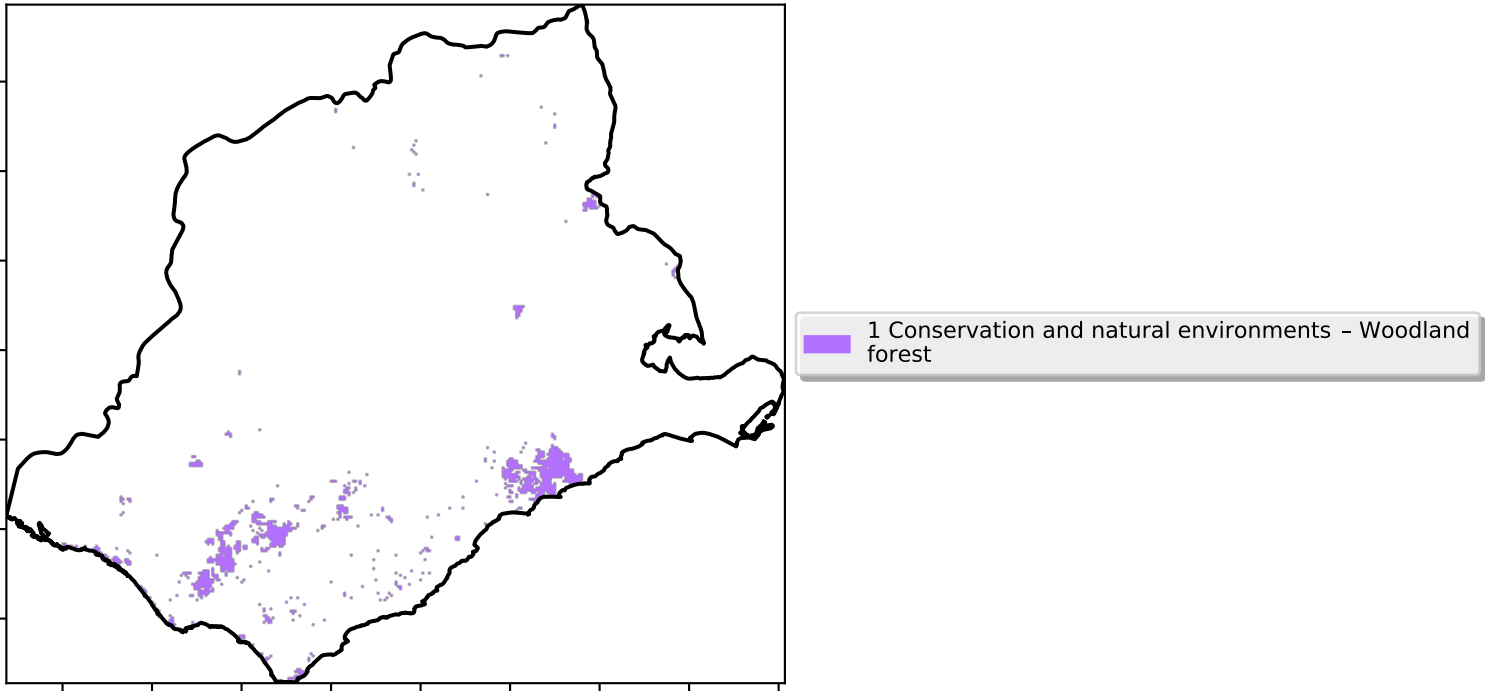 1 Conservation and natural environments – Woodland
forest